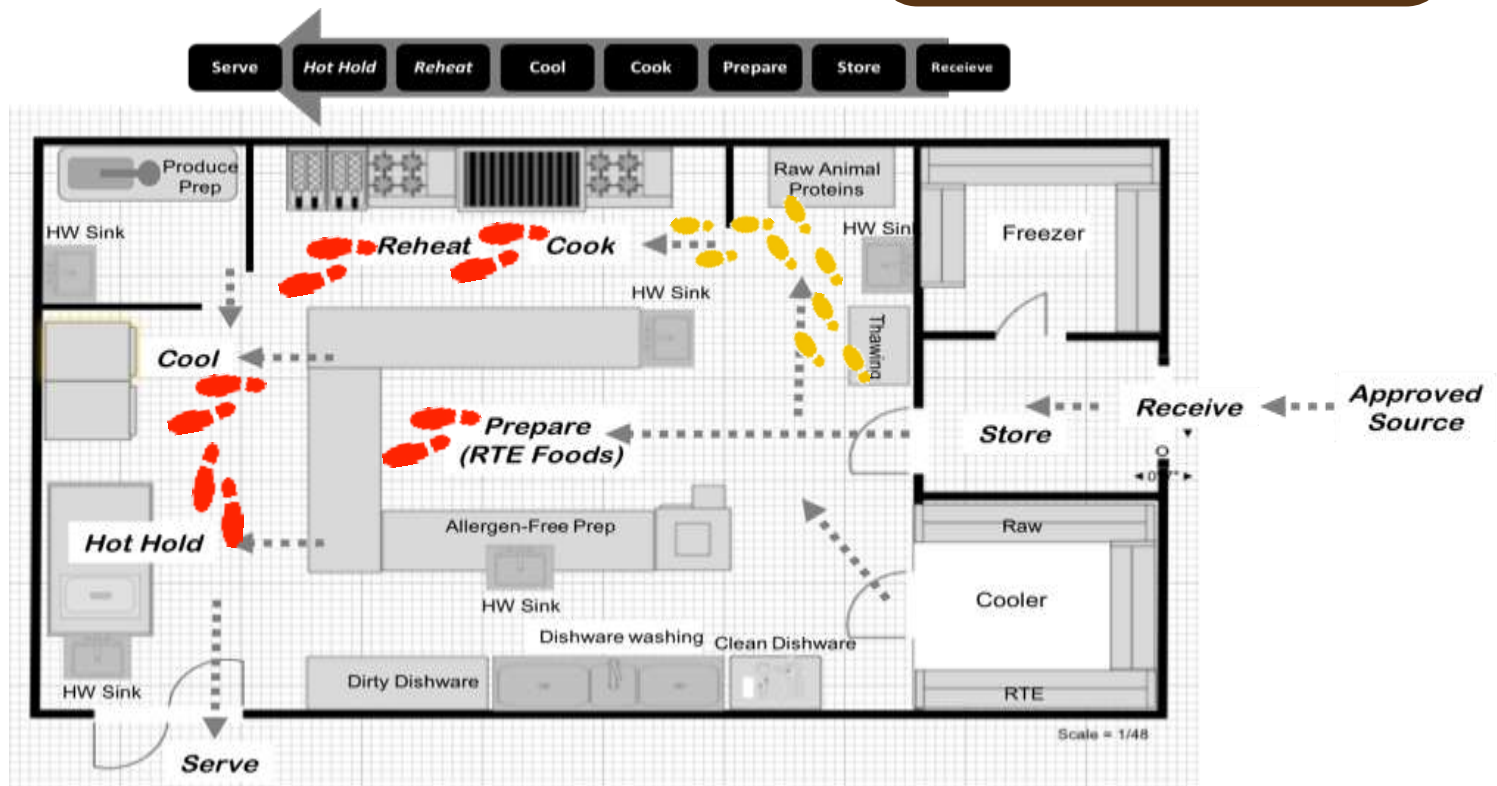 Serve
Hot Hold
Reheat
Cool
Cook
Prepare
Store
Receieve
Produce
Prep
Raw Animal
Proteins
HW Sink
HW Sin
Freezer
Reheat
Cook
HW Sink
Thawing
Cool
Approved
Source
Receive
Store
Prepare
(RTE Foods)
Allergen-Free Prep
Raw
Hot Hold
HW Sink
Cooler
Dishware washing
Clean Dishware
HW Sink
Dirty Dishware
RTE
Scale = 1/48
Serve